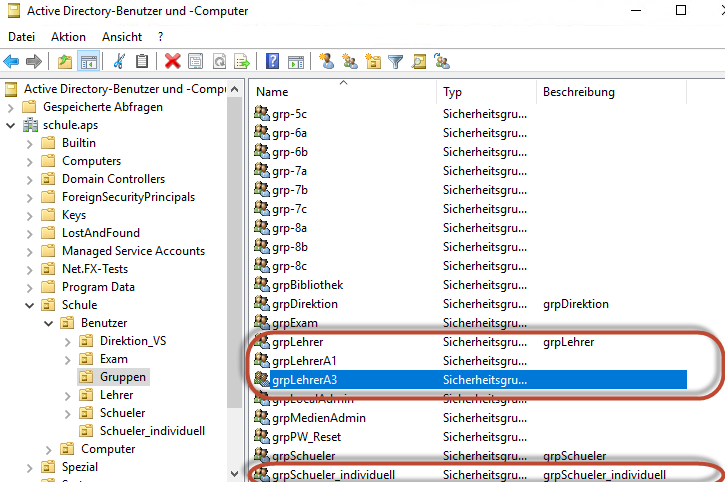 Active Directory-Benutzer und -Computer
Datei Aktion Ansicht ?
Active Directory-Benutzer und -Compu
Gespeicherte Abfragen
schule.aps
Builtin
Computers
Domain Controllers
ForeignSecurityPrincipals
Keys
LostAndFound
Managed Service Accounts
Net.FX-Tests
Program Data
Schule
Benutzer
Direktion_VS
Exam
Gruppen
Lehrer
Schueler
Schueler_individuell
Computer
Spezial
Name Typ Beschreibung
grp-5c Sicherheitsgru...
grp-6a Sicherheitsgru...
grp-6b Sicherheitsgru...
grp-7a Sicherheitsgru...
grp-7b Sicherheitsgru...
grp-7c Sicherheitsgru...
grp-8a Sicherheitsgru...
grp-8b Sicherheitsgru...
grp-8c Sicherheitsgru...
grpBibliothek Sicherheitsgru...
grpDirektion Sicherheitsgru... grpDirektion
grpExam Sicherheitsgru...
grpLehrer Sicherheitsgru... grpLehrer
grpLehrerA1 Sicherheitsgru...
grpLehrerA3 Sicherheitsgru...
grpLocalAdmin Sicherheitsgru...
grpMedienAdmin Sicherheitsgru...
grpPW_Reset Sicherheitsgru...
grpSchueler Sicherheitsgru... grpSchueler
grpSchueler_individuell Sicherheitsgru... grpSchueler_individuell